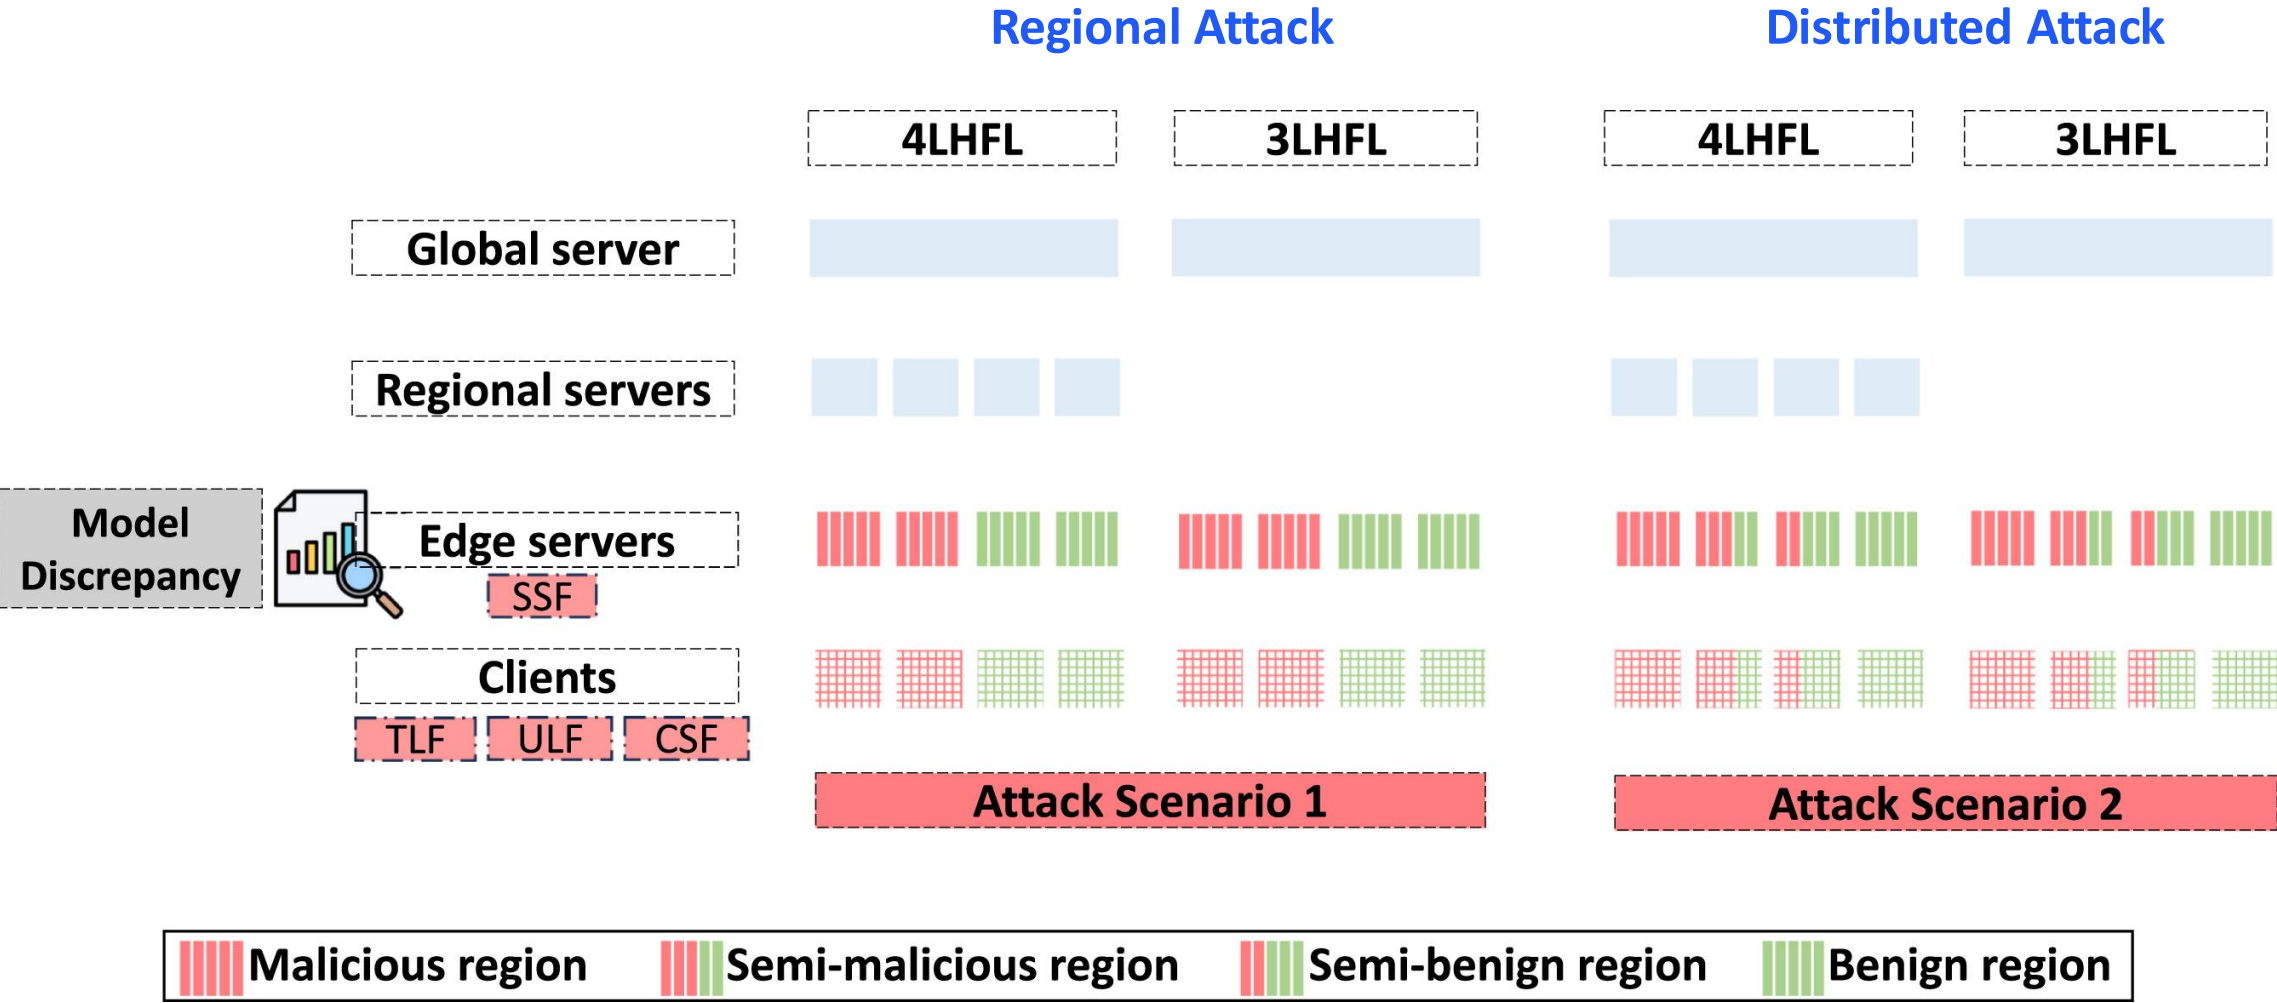 Regional Attack
Distributed Attack
4LHFL
3LHFL
4LHFL
3LHFL
Global server
Regional servers
Model
Discrepancy
Edge servers
SSF
Clients
TLF
ULF
CSF
Attack Scenario 1
Attack Scenario 2
Malicious region
Semi-malicious region
Semi-benign region
Benign region